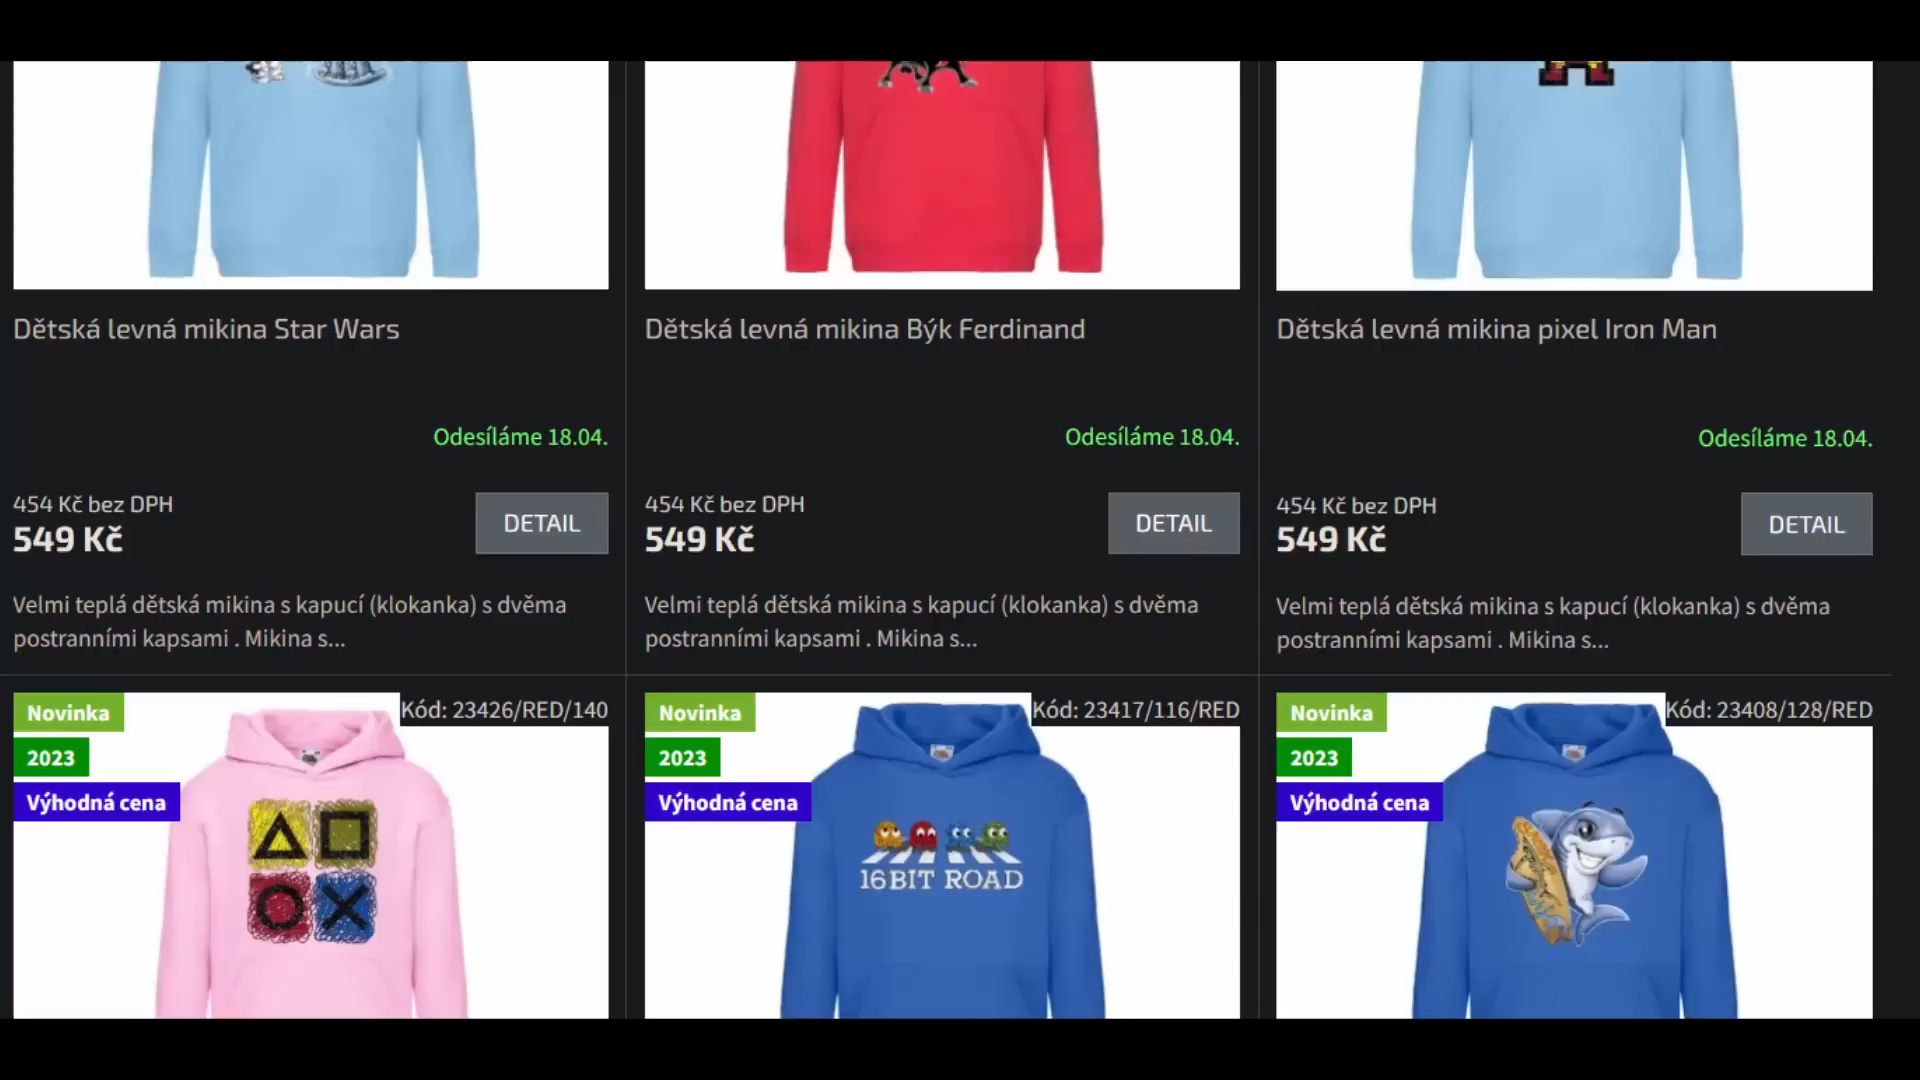 Dětská levná mikina Star Wars
Odesíláme 18.04.
454 Kč bez DPH
549 Kč
DETAIL
Velmi teplá dětská mikina s kapucí (klokanka) s dvěma
postranními kapsami . Mikina s...
Dětská levná mikina Býk Ferdinand
Odesíláme 18.04.
454 Kč bez DPH
549 Kč
DETAIL
Velmi teplá dětská mikina s kapucí (klokanka) s dvěma
postranními kapsami . Mikina s...
Dětská levná mikina pixel Iron Man
Odesíláme 18.04.
454 Kč bez DPH
549 Kč
DETAIL
Velmi teplá dětská mikina s kapucí (klokanka) s dvěma
postranními kapsami . Mikina s...
Novinka
2023
Výhodná cena
Kód: 23426/RED/140
Novinka
2023
Výhodná cena
Kód: 23417/116/RED
16BIT ROAD
Novinka
2023
Výhodná cena
Kód: 23408/128/RED